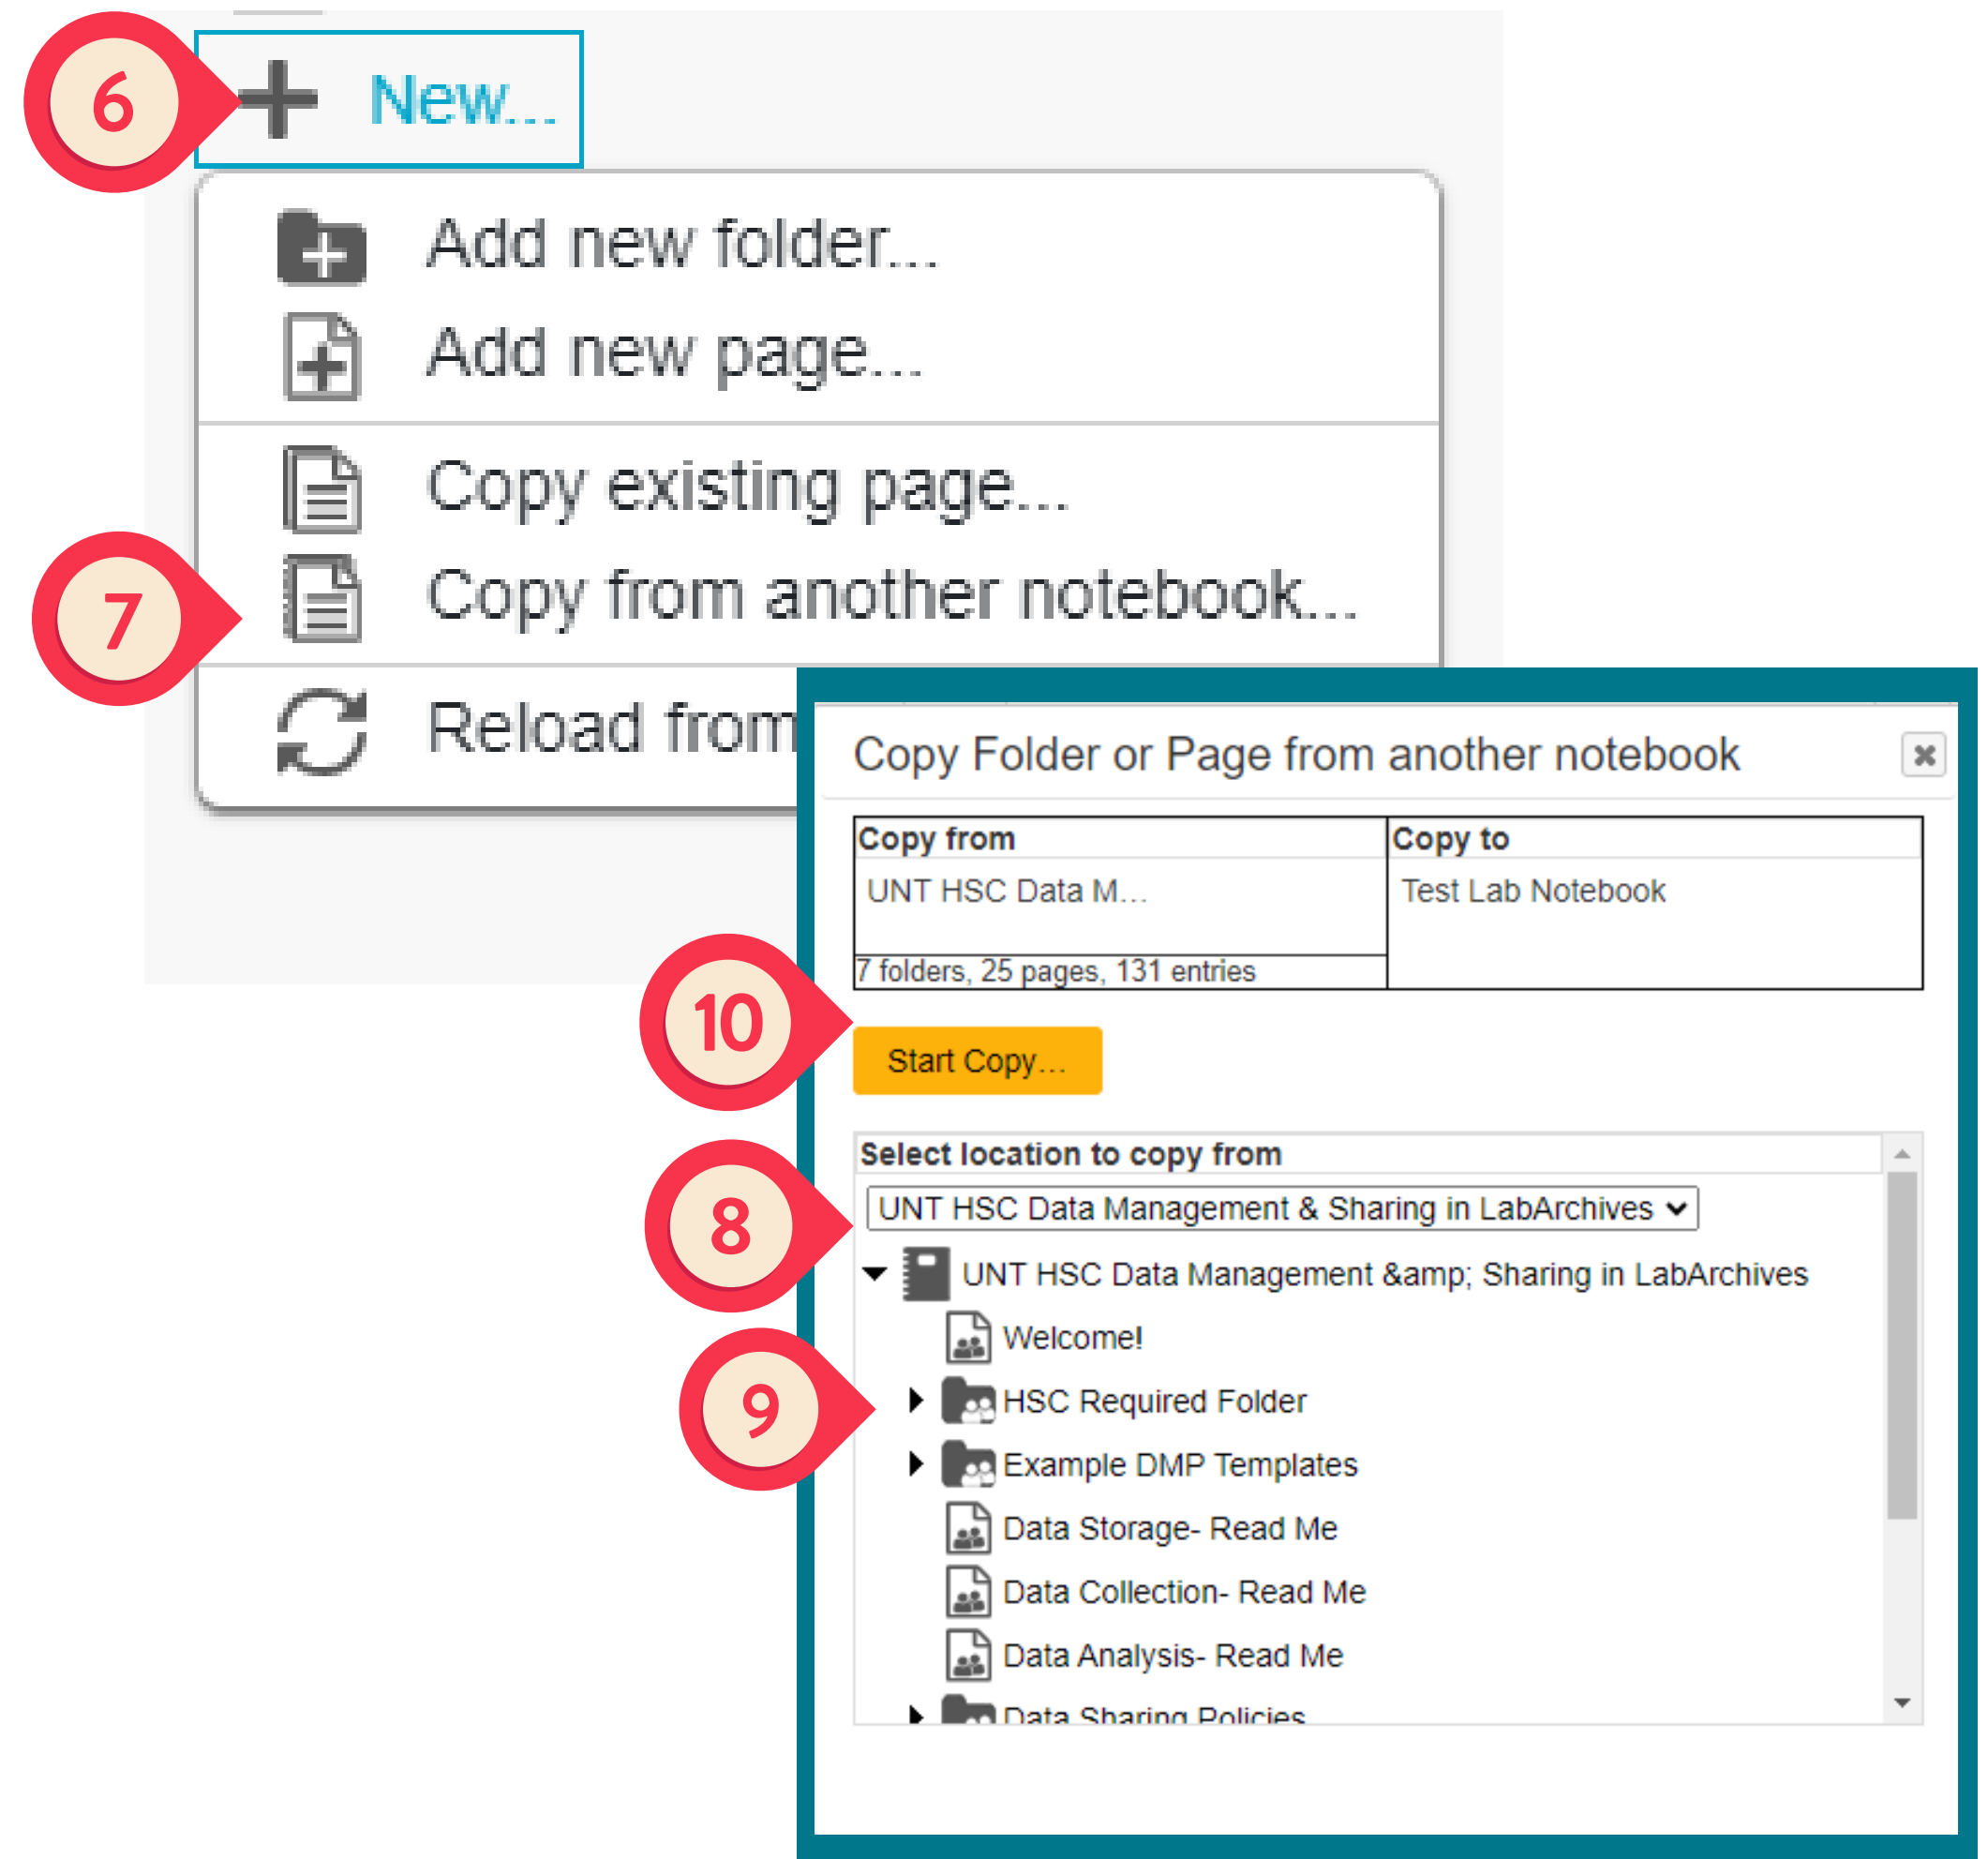 6
New...
Add new folder...
Add new page...
Copy existing page...
7
Copy from another notebook...
Reload from
Copy Folder or Page from another notebook
Copy from
Copy to
UNT HSC Data M...
Test Lab Notebook
7 folders, 25 pages, 131 entries
10
Start Copy...
Select location to copy from
8
UNT HSC Data Management & Sharing in LabArchives
UNT HSC Data Management &amp; Sharing in LabArchives
Welcome!
9
HSC Required Folder
Example DMP Templates
Data Storage- Read Me
Data Collection- Read Me
Data Analysis- Read Me
Data Sharing Policies